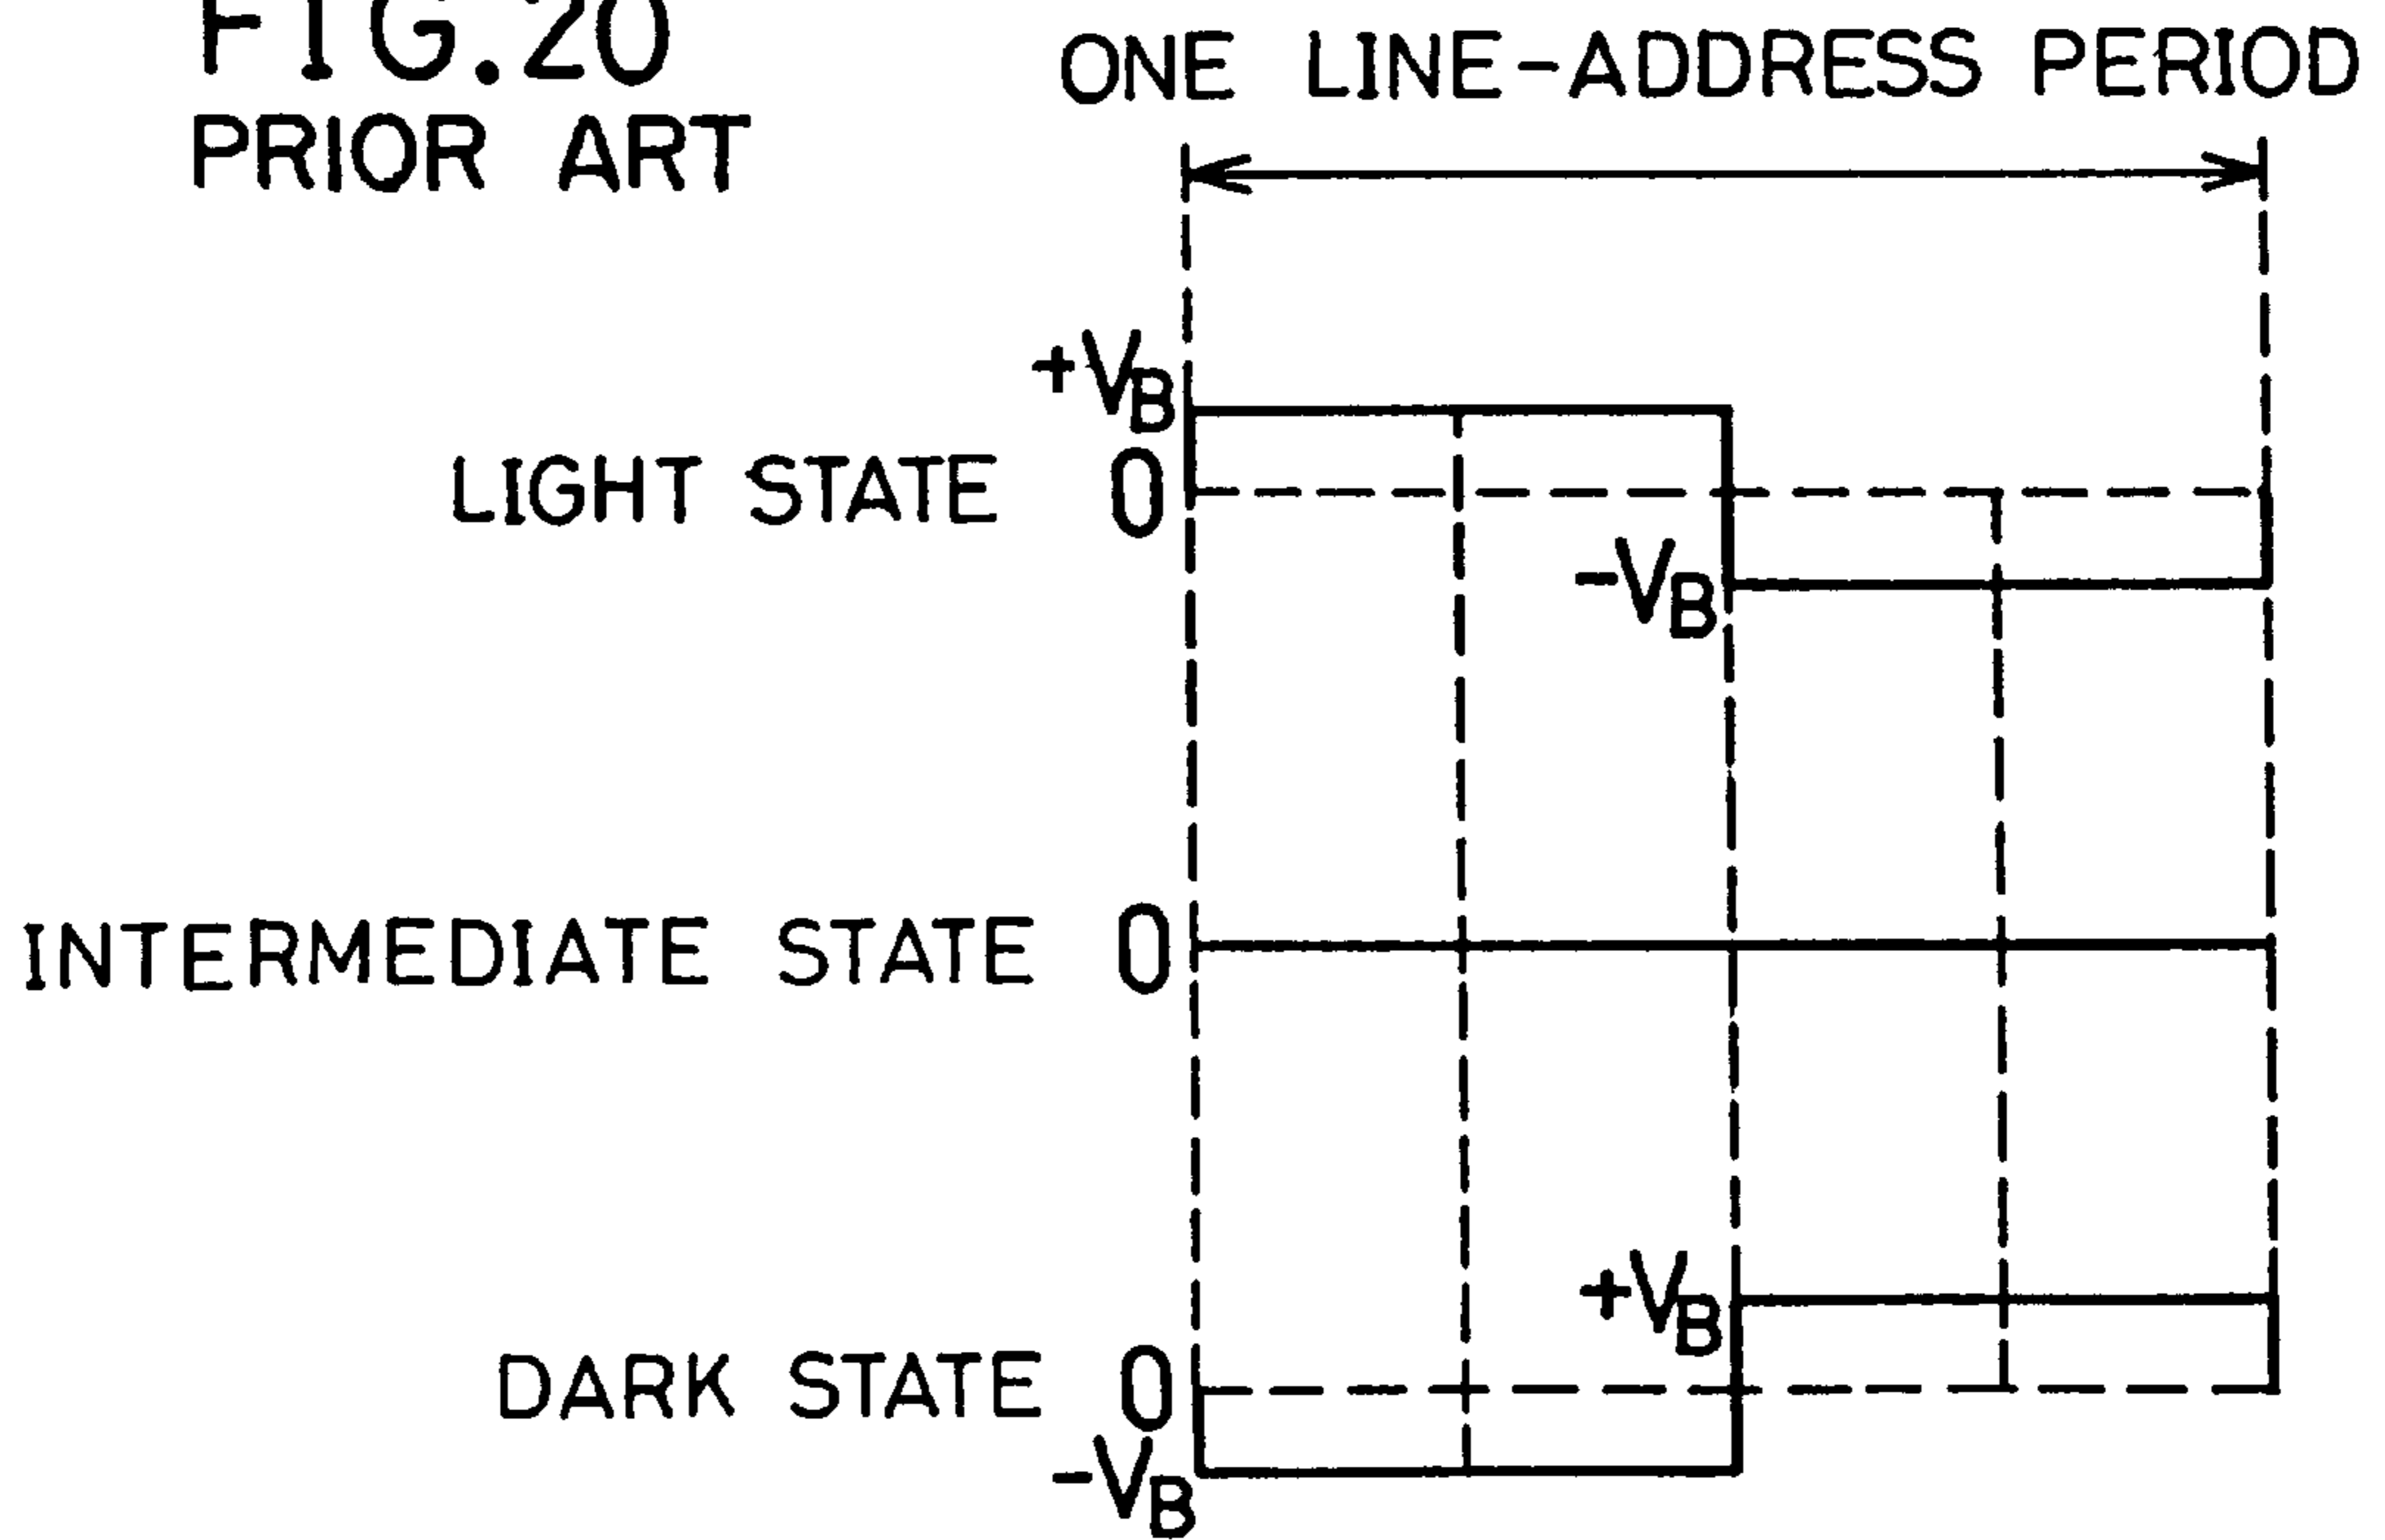 FIG.20
PRIOR ART
ONE LINE-ADDRESS PERIOD
+VB
LIGHT STATE 0
-VB
INTERMEDIATE STATE 0
+VB
DARK STATE 0
-VB